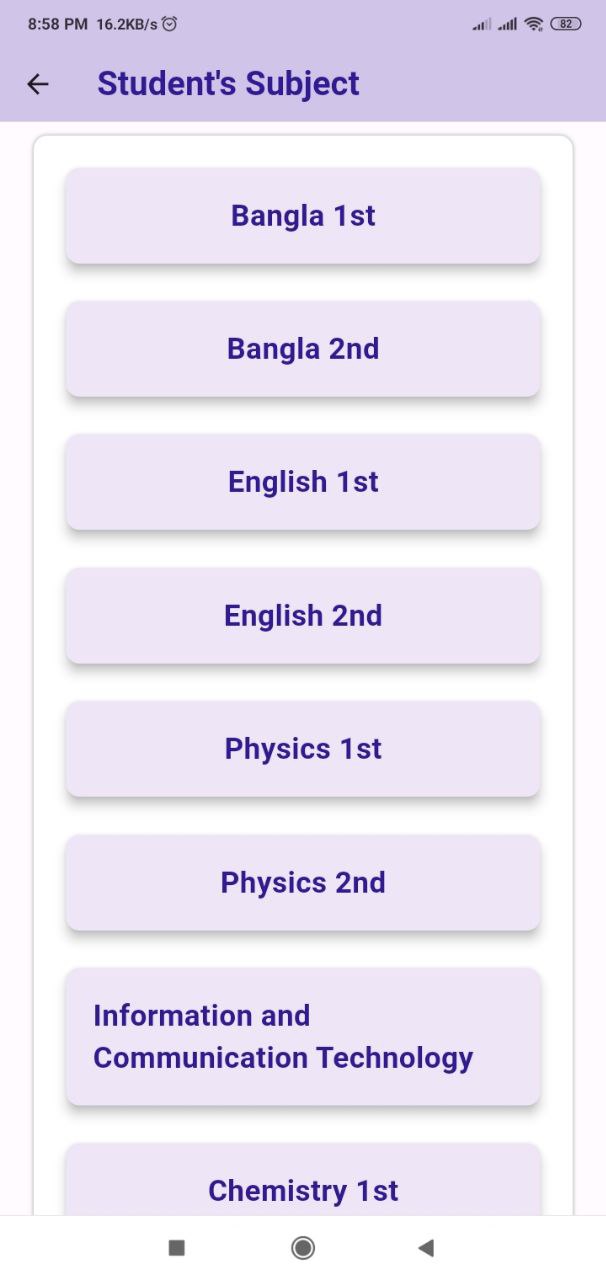 8:58 PM 16.2KB/s 82
Student's Subject
Bangla 1st
Bangla 2nd
English 1st
English 2nd
Physics 1st
Physics 2nd
Information and
Communication Technology
Chemistry 1st